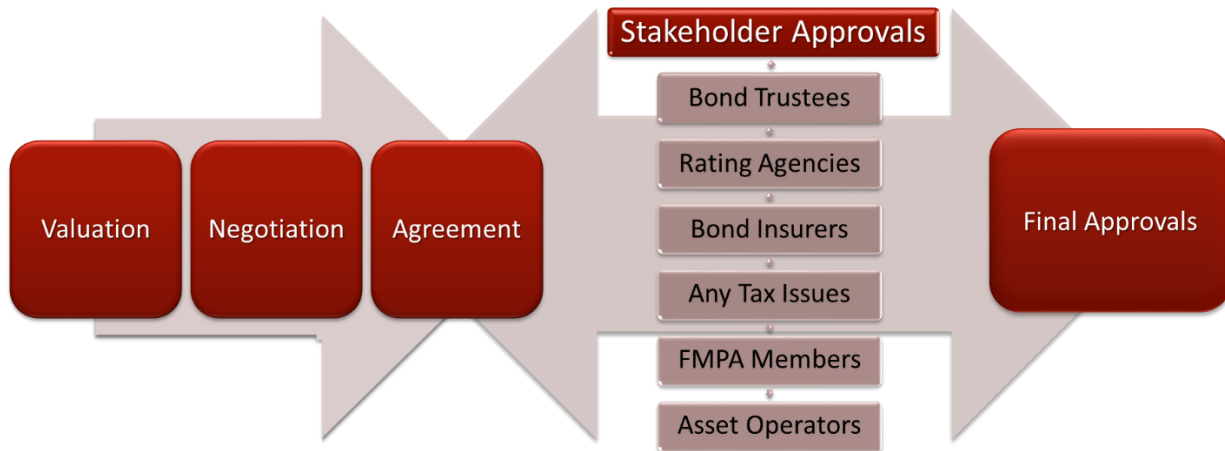 Stakeholder Approvals
Bond Trustees
Rating Agencies
Bond Insurers
Any Tax Issues
FMPA Members
Asset Operators
Valuation
Negotiation
Agreement
Final Approvals